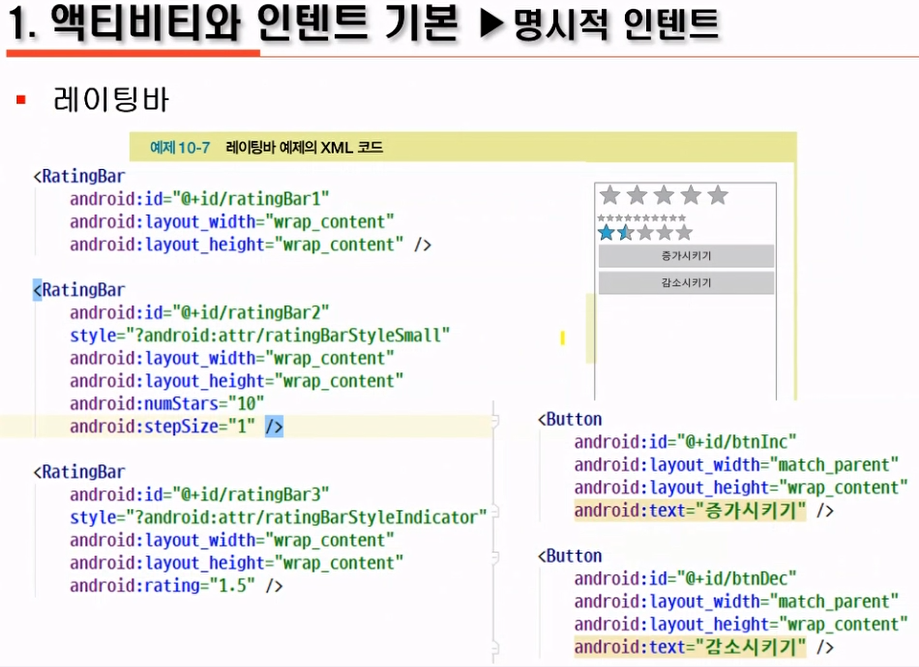 1. 액티비티와 인텐트 기본 ▶명시적 인텐트
▪ 레이팅바
예제 10-7 레이팅바 예제의 XML 코드
<RatingBar
android:id="@+id/ratingBar1"
android:layout_width="wrap_content"
android:layout_height="wrap_content" />
<RatingBar
android:id="@+id/ratingBar2"
style="?android:attr/ratingBarStyleSmall"
android:layout_width="wrap_content"
android:layout_height="wrap_content"
android:numStars="10"
android:stepSize="1" />
<RatingBar
android:id="@+id/ratingBar3"
style="?android:attr/ratingBarStyleIndicator"
android:layout_width="wrap_content"
android:layout_height="wrap_content"
android:rating="1.5" />
증가시키기
감소시키기
<Button
android:id="@+id/btnInc"
android:layout_width="match_parent"
android:layout_height="wrap_content"
android:text="증가시키기" />
<Button
android:id="@+id/btnDec"
android:layout_width="match_parent"
android:layout_height="wrap_content"
android:text="감소시키기" />